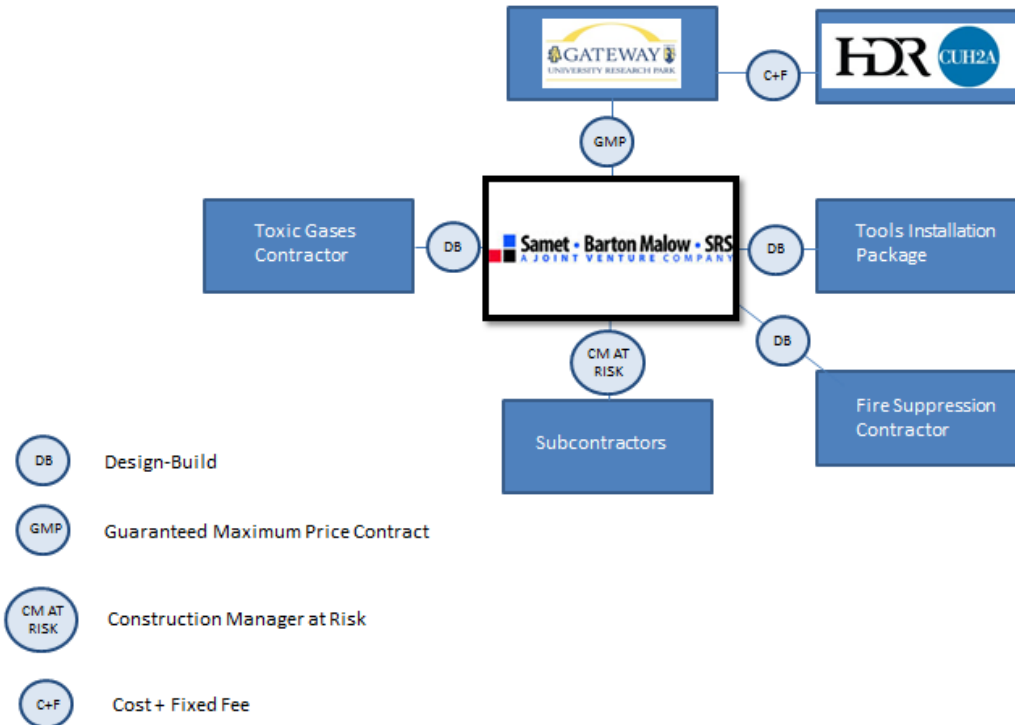 GATEWAY
UNIVERSITY RESEARCH PARK
C+F
HDR
CUH2A
GMP
Toxic Gases
Contractor
DB
Samet • Barton Malow • SRS
A JOINT VENTURE COMPANY
DB
Tools Installation
Package
DB
CM AT
RISK
Fire Suppression
Contractor
Subcontractors
DB
Design-Build
GMP
Guaranteed Maximum Price Contract
CM AT
RISK
Construction Manager at Risk
C+F
Cost + Fixed Fee